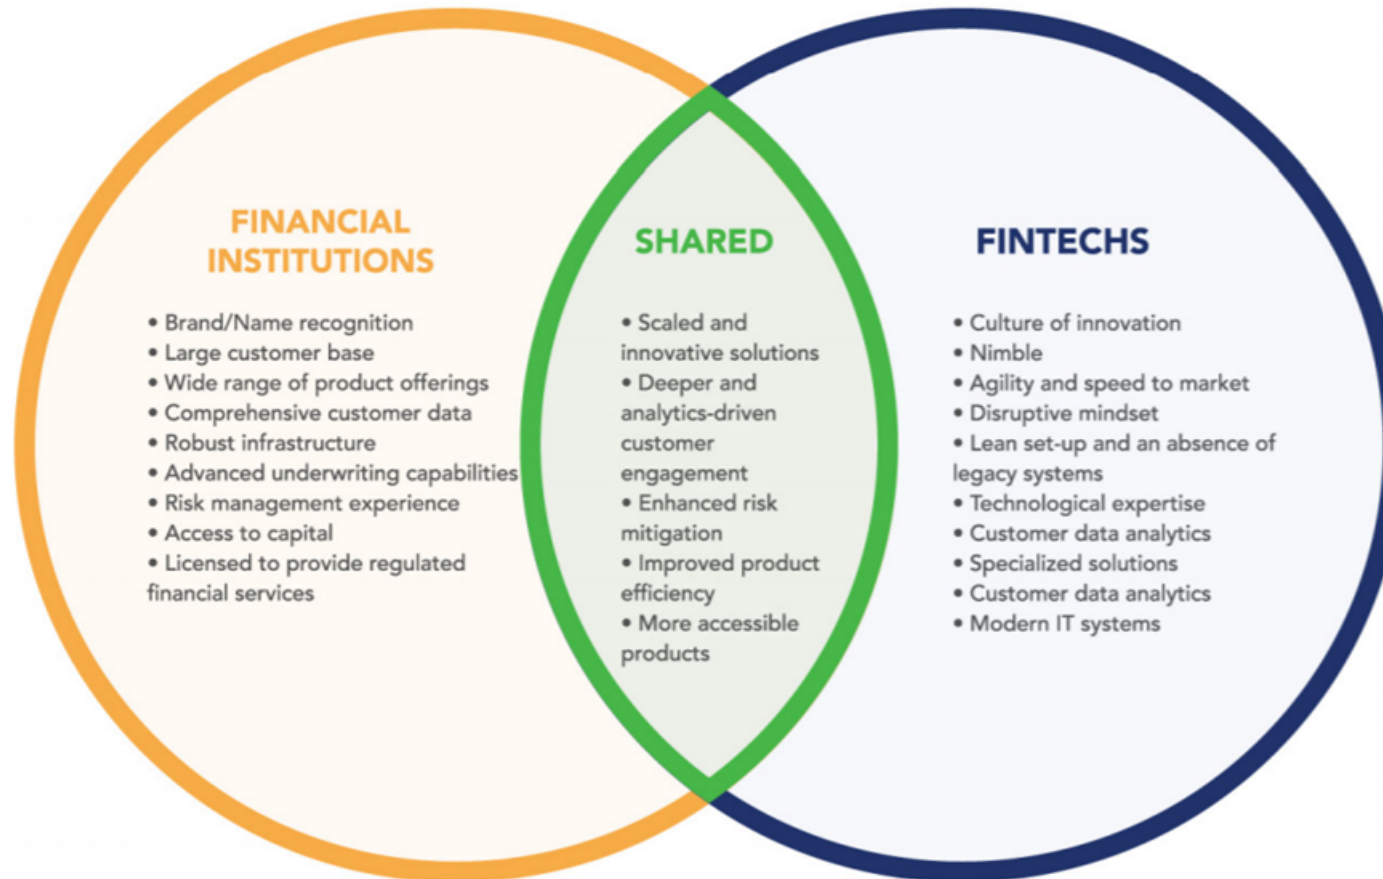 FINANCIAL
INSTITUTIONS
• Brand/Name recognition
• Large customer base
• Wide range of product offerings
• Comprehensive customer data
• Robust infrastructure
• Advanced underwriting capabilities
• Risk management experience
• Access to capital
• Licensed to provide regulated
financial services
SHARED
• Scaled and
innovative solutions
• Deeper and
analytics-driven
customer
engagement
• Enhanced risk
mitigation
• Improved product
efficiency
• More accessible
products
FINTECHS
• Culture of innovation
• Nimble
• Agility and speed to market
• Disruptive mindset
• Lean set-up and an absence of
legacy systems
• Technological expertise
• Customer data analytics
• Specialized solutions
• Customer data analytics
• Modern IT systems